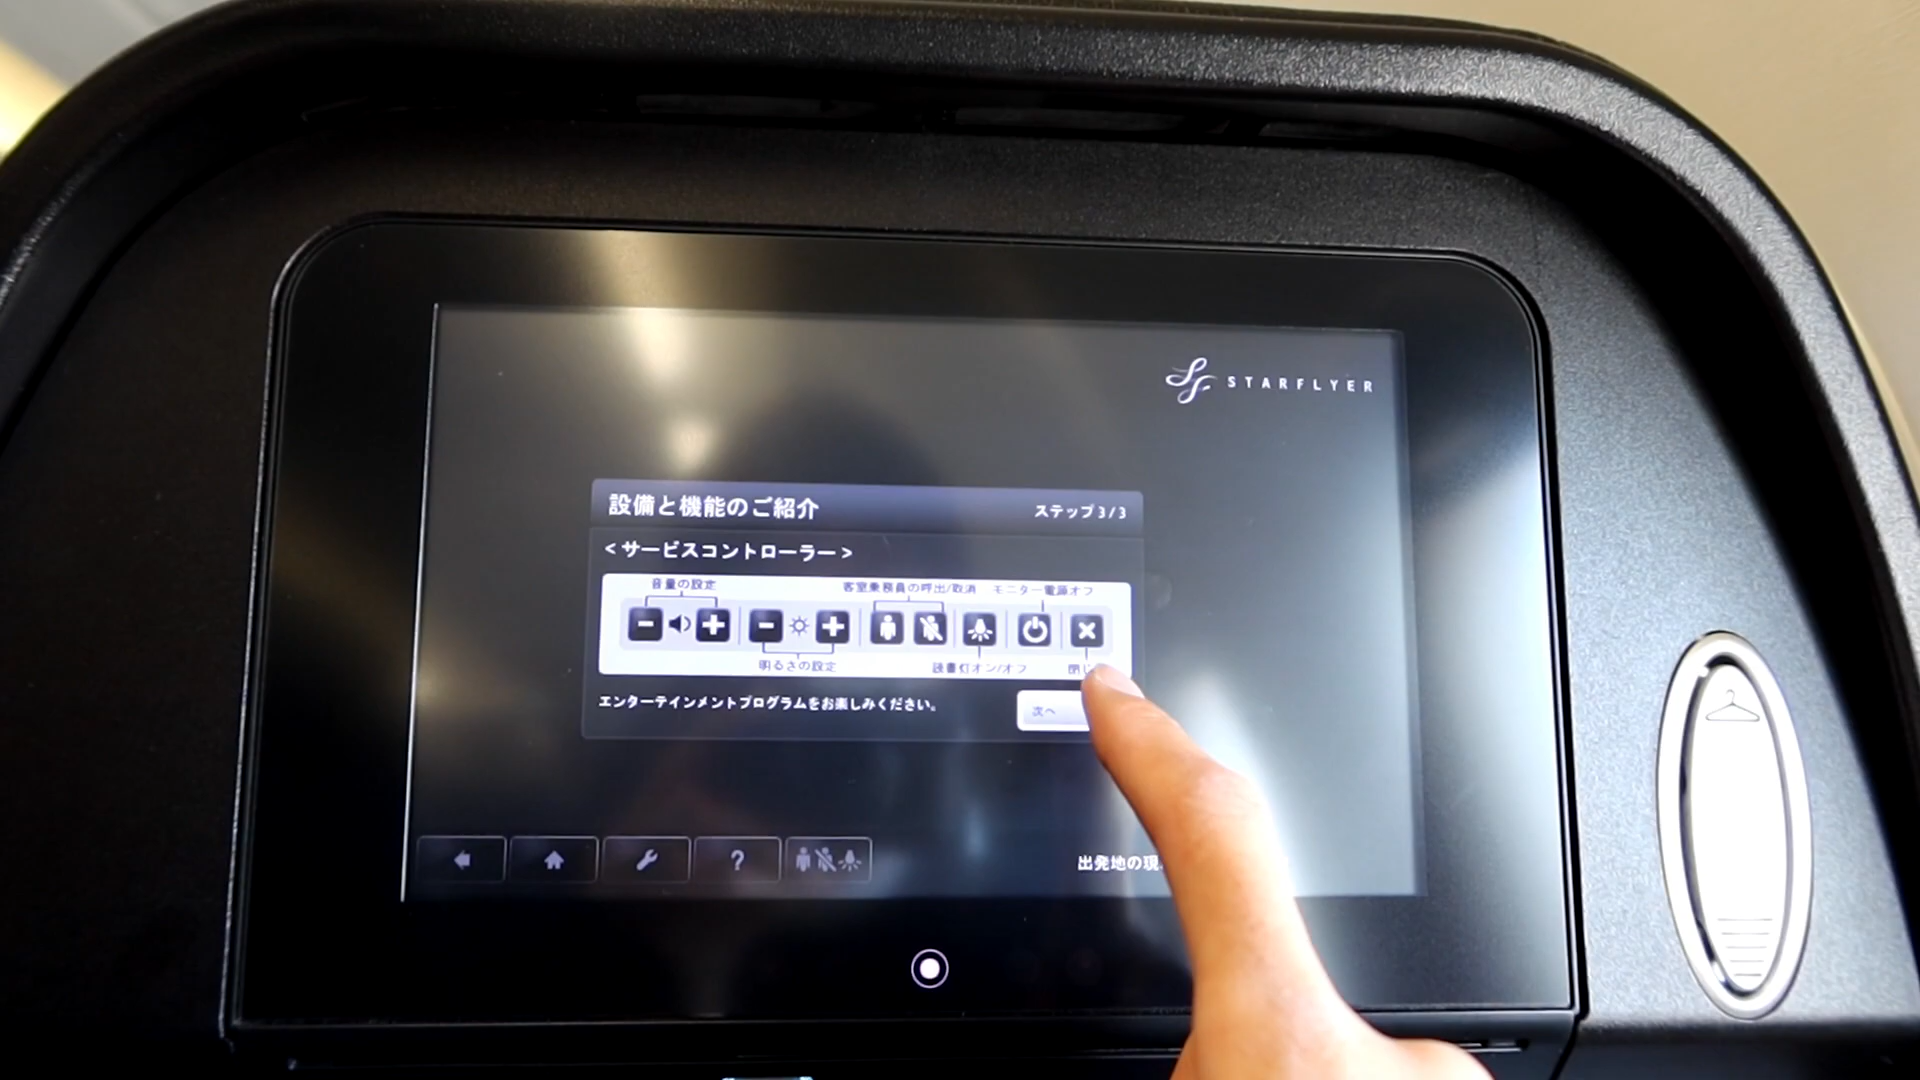 STARFLYER
設備と機能のご紹介 ステップ3/3
<サービスコントローラー>
音量の設定 客室乗務員の呼出/取消 モニター電源オフ
明るさの設定 読書灯オン/オフ 閉じ
エンターテインメントプログラムをお楽しみください。
次へ
出発地の現